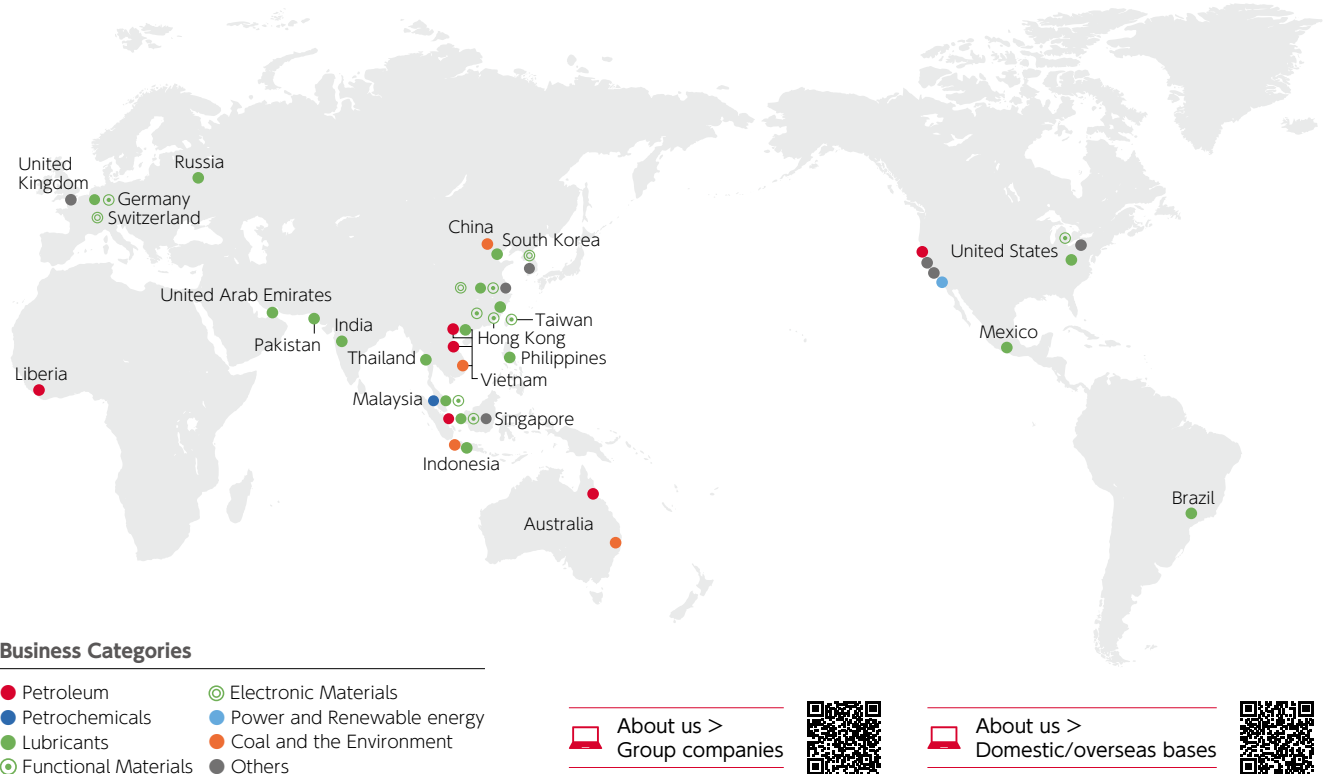 United
Kingdom
Russia
Germany
Switzerland
China
South Korea
United States
United Arab Emirates
Pakistan
India
Taiwan
Hong Kong
Thailand
Philippines
Vietnam
Mexico
Liberia
Malaysia
Singapore
Indonesia
Australia
Brazil
Business Categories
Petroleum
Petrochemicals
Lubricants
Functional Materials
Electronic Materials
Power and Renewable energy
Coal and the Environment
Others
About us >
Group companies
About us >
Domestic/overseas bases